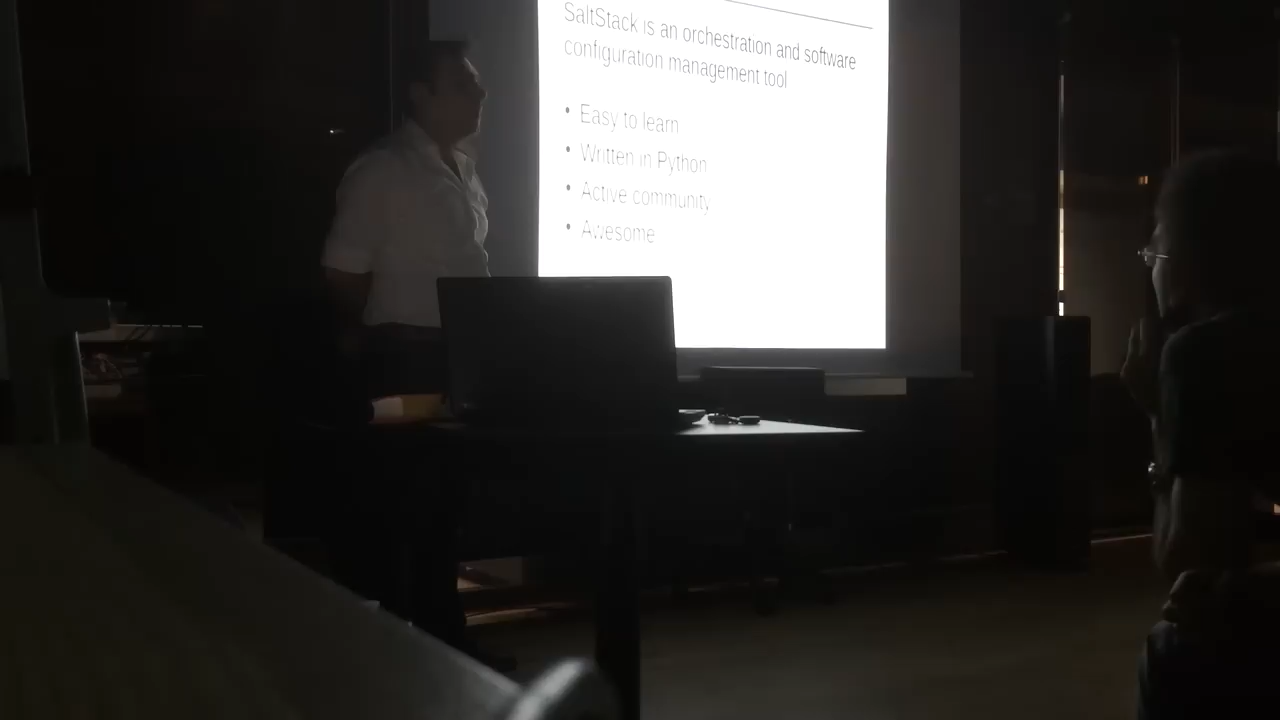 SaltStack is an orchestration and software
configuration management tool
• Easy to learn
• Written in Python
• Active community
• Awesome